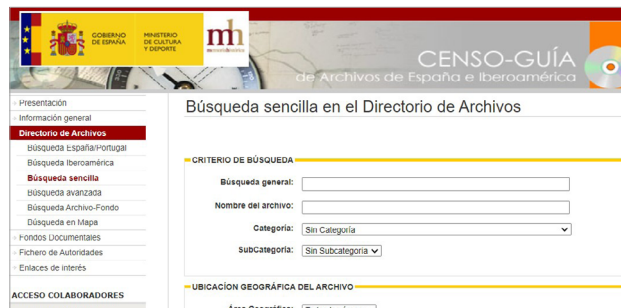 GOBIERNO
DE ESPAÑA
MINISTERIO
DE CULTURA
Y DEPORTE
mh
CENSO-GUÍA
de Archivos de España e Iberoamérica
Presentación
Información general
Directorio de Archivos
Búsqueda España/Portugal
Búsqueda Iberoamérica
Búsqueda sencilla
Búsqueda avanzada
Búsqueda Archivo-Fondo
Búsqueda en Mapa
Fondos Documentales
Fichero de Autoridades
Enlaces de interés
ACCESO COLABORADORES
Búsqueda sencilla en el Directorio de Archivos
CRITERIO DE BÚSQUEDA
Búsqueda general:
Nombre del archivo:
Categoría: Sin Categoría
SubCategoría: Sin Subcategoria
UBICACÍON GEOGRÁFICA DEL ARCHIVO